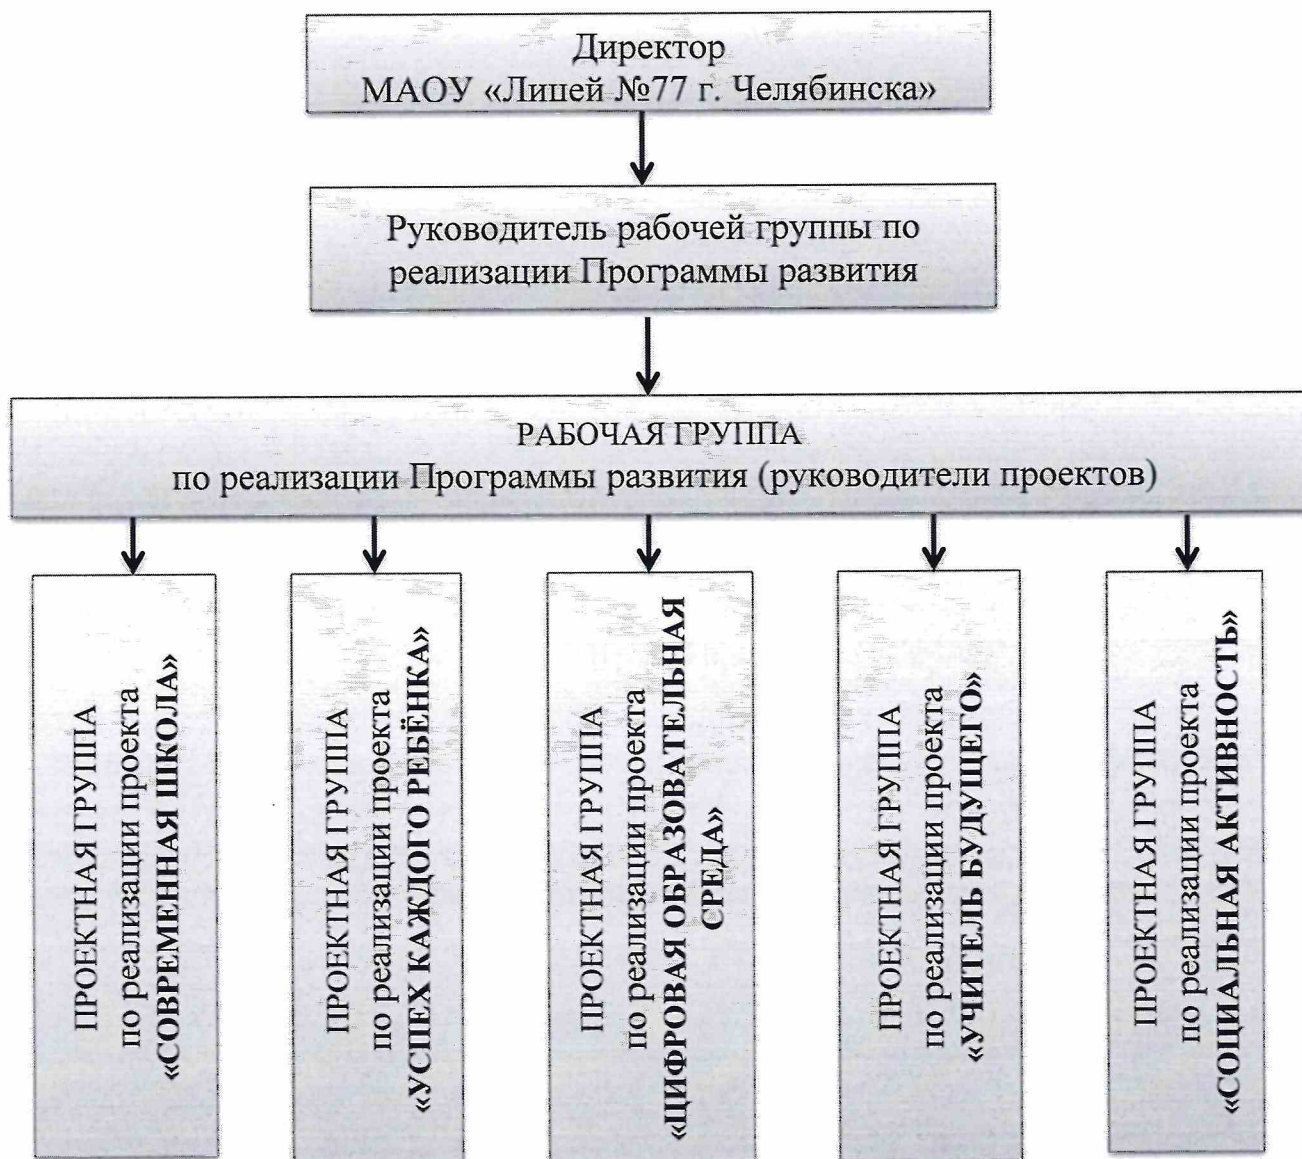 Директор
МАОУ «Лицей №77 г. Челябинска»
Руководитель рабочей группы по
реализации Программы развития
РАБОЧАЯ ГРУППА
по реализации Программы развития (руководители проектов)
ПРОЕКТНАЯ ГРУППА
по реализации проекта
«СОВРЕМЕННАЯ ШКОЛА»
ПРОЕКТНАЯ ГРУППА
по реализации проекта
«УСПЕХ КАЖДОГО РЕБЁНКА»
ПРОЕКТНАЯ ГРУППА
по реализации проекта
«ЦИФРОВАЯ ОБРАЗОВАТЕЛЬНАЯ
СРЕДА»
ПРОЕКТНАЯ ГРУППА
по реализации проекта
«УЧИТЕЛЬ БУДУЩЕГО»
ПРОЕКТНАЯ ГРУППА
по реализации проекта
«СОЦИАЛЬНАЯ АКТИВНОСТЬ»